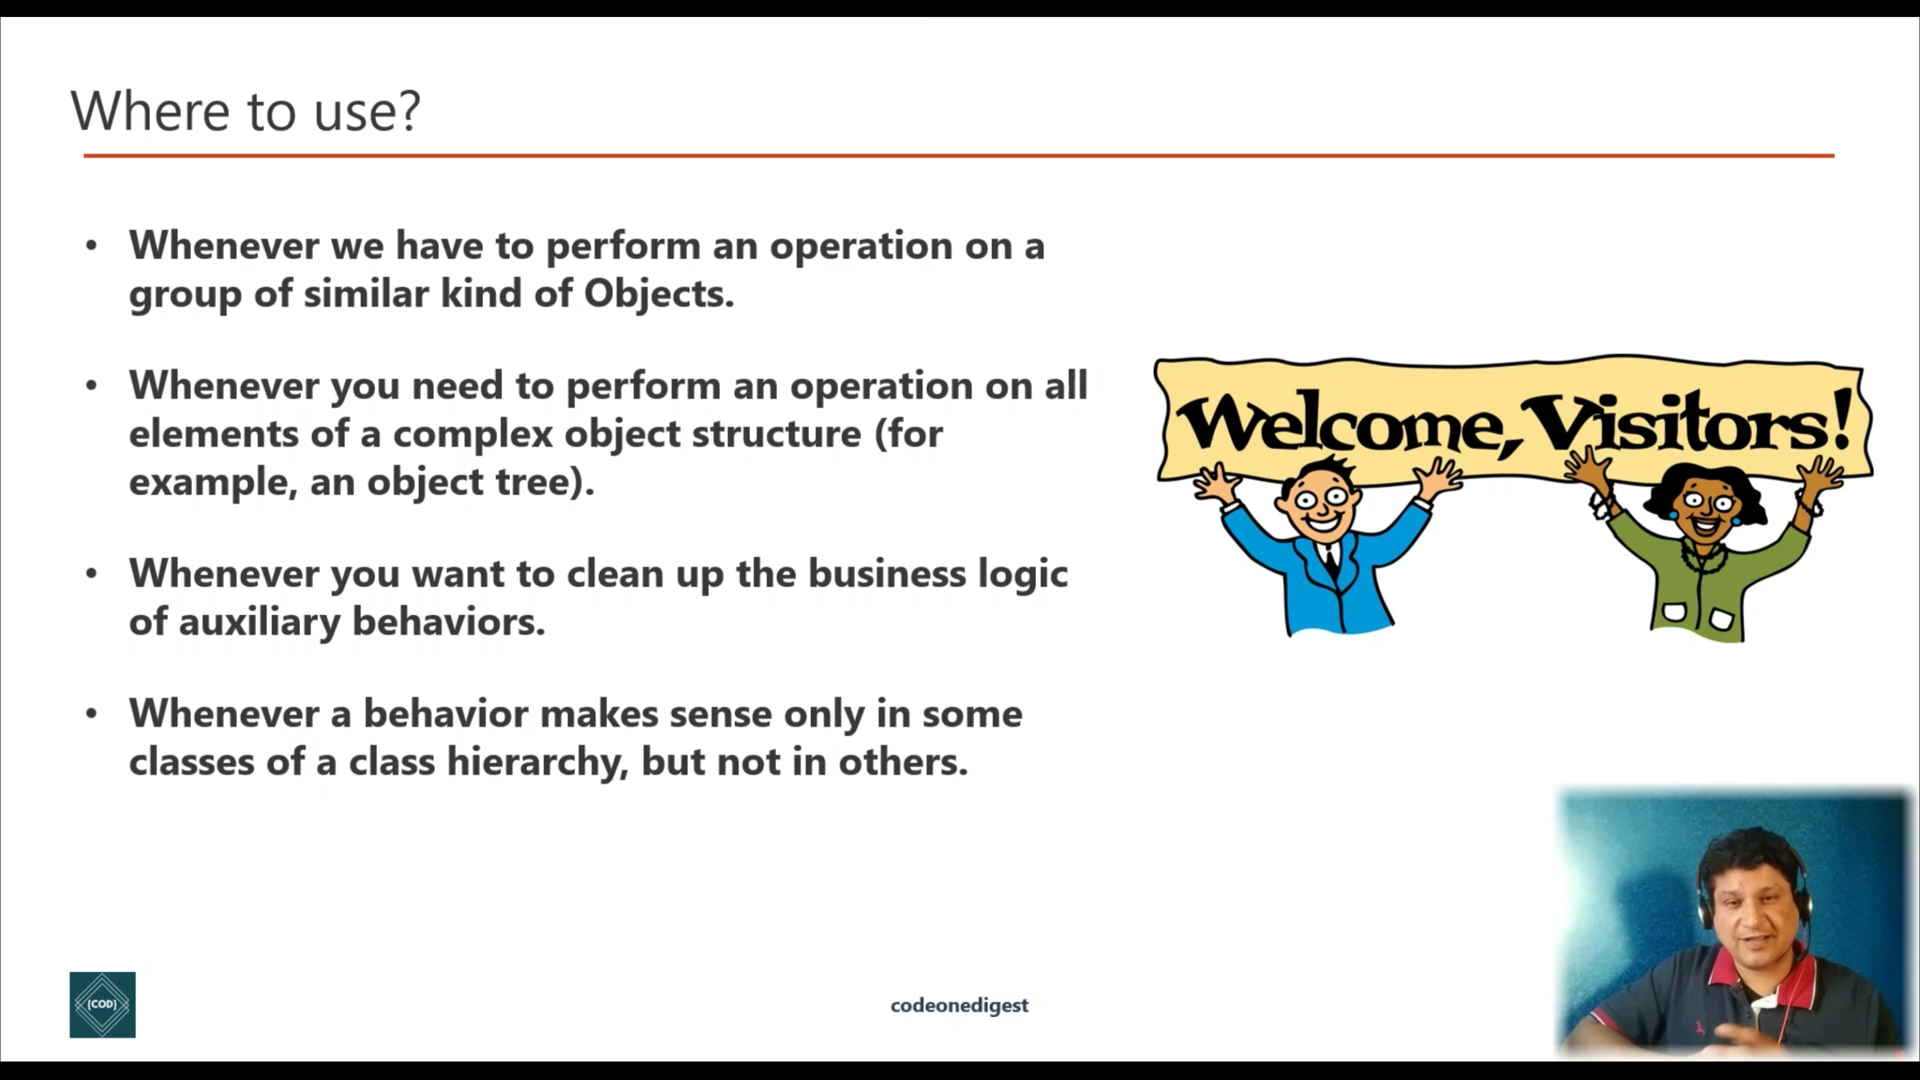 Where to use?
• Whenever we have to perform an operation on a
group of similar kind of Objects.
• Whenever you need to perform an operation on all
elements of a complex object structure (for
example, an object tree).
• Whenever you want to clean up the business logic
of auxiliary behaviors.
• Whenever a behavior makes sense only in some
classes of a class hierarchy, but not in others.
Welcome, Visitors!
{COD}
codeonedigest